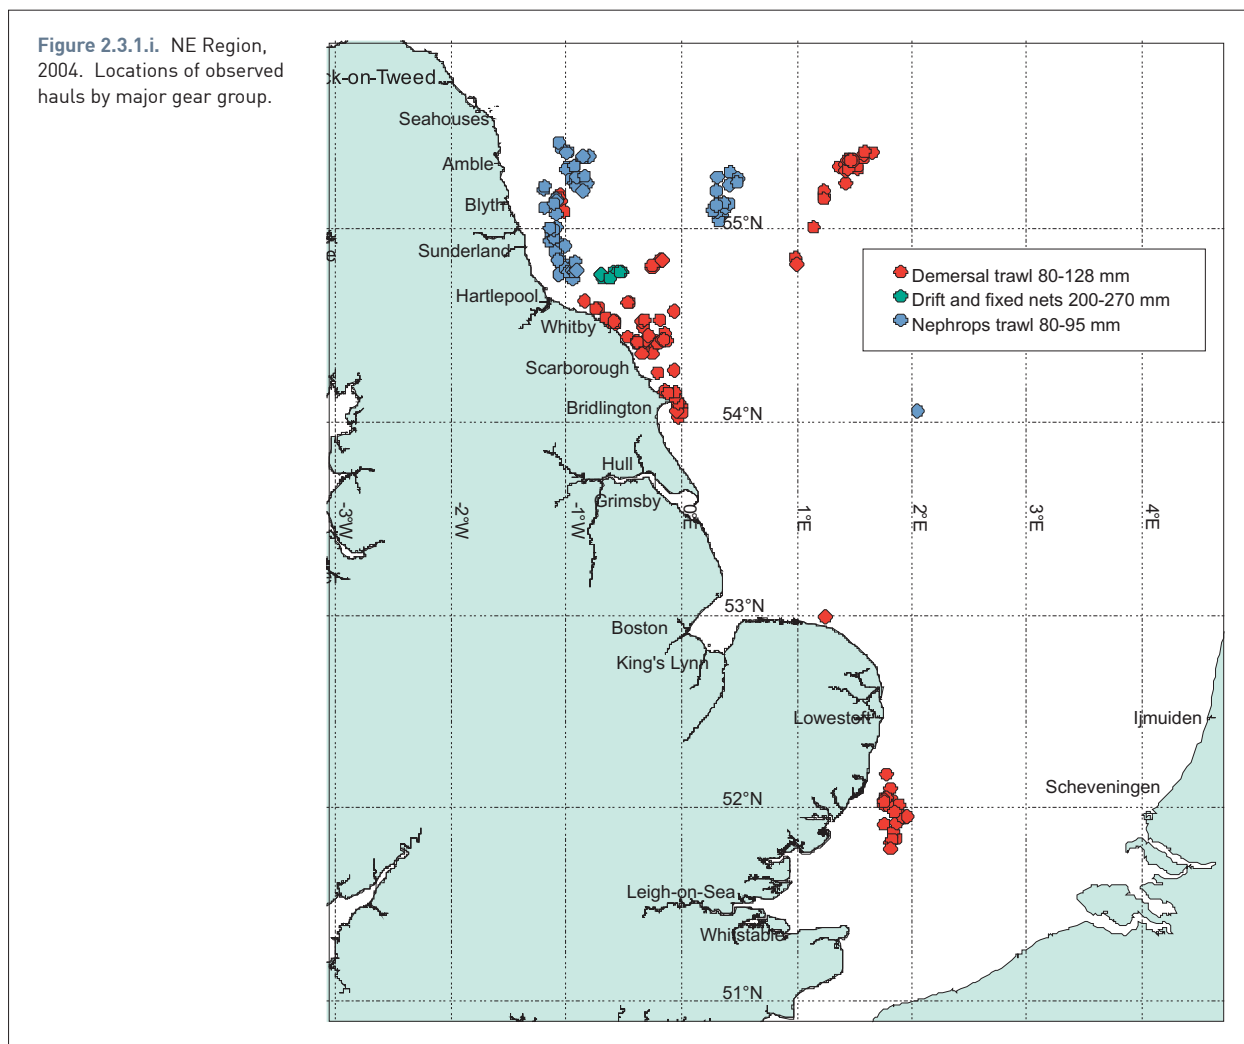 Figure 2.3.1.i. NE Region,
2004. Locations of observed
hauls by major gear group.
ck-on-Tweed
Seahouses
Amble
Blyth
55°N
Sunderland
Demersal trawl 80-128 mm
Drift and fixed nets 200-270 mm
Nephrops trawl 80-95 mm
Hartlepool
Whitby
Scarborough
Bridlington
54°N
Hull
Grimsby
-3°W
-2°W
-1°W
0°E
1°E
2°E
3°E
4°E
53°N
Boston
King's Lynn
Lowestoft
Ijmuiden
Scheveningen
52°N
Leigh-on-Sea
Whitstable
51°N